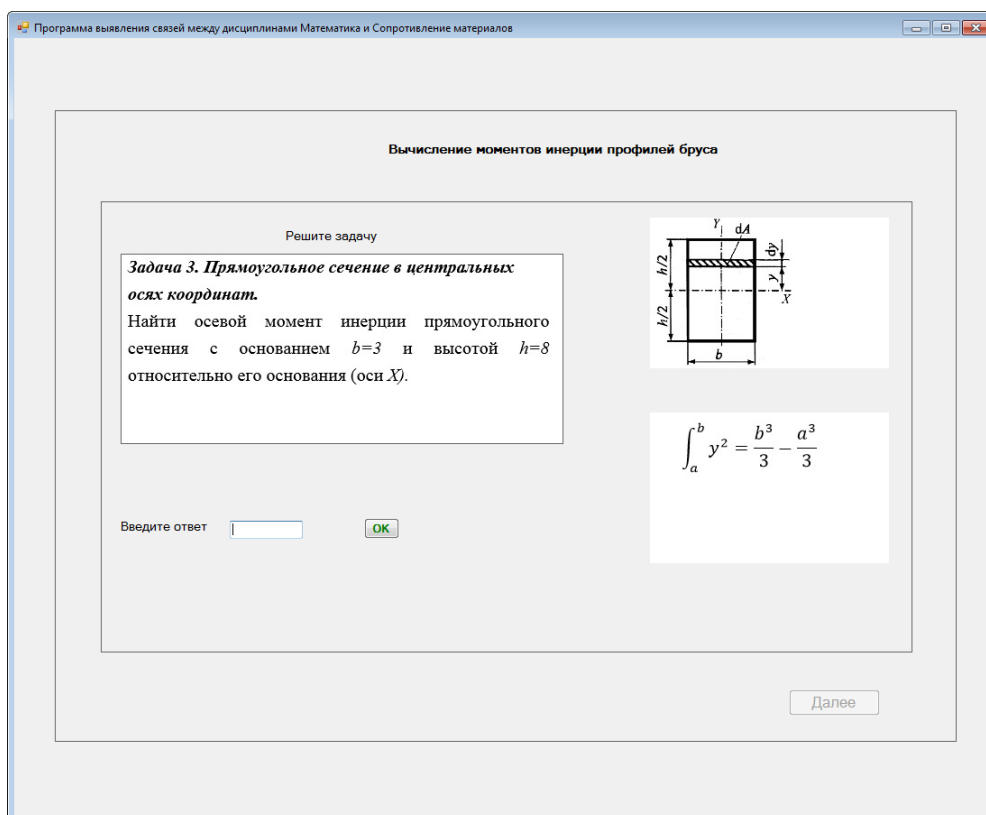 Программа выявления связей между дисциплинами Математика и Сопротивление материалов
Вычисление моментов инерции профилей бруса
Решите задачу
Задача 3. Прямоугольное сечение в центральных
осях координат.
Найти осевой момент инерции прямоугольного
сечения с основанием b=3 и высотой h=8
относительно его основания (оси X).
Y dA
dy
h/2
y
X
h/2
b
∫_a^b y² = b³/3 − a³/3
Введите ответ
OK
Далее